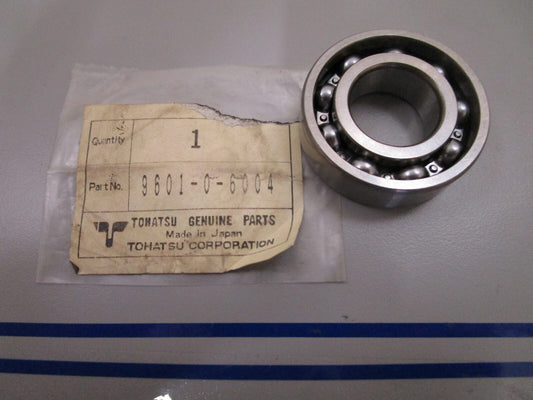 Quantity 1
Part No. 9601-0-6004
TOHATSU GENUINE PARTS
Made in Japan
TOHATSU CORPORATION